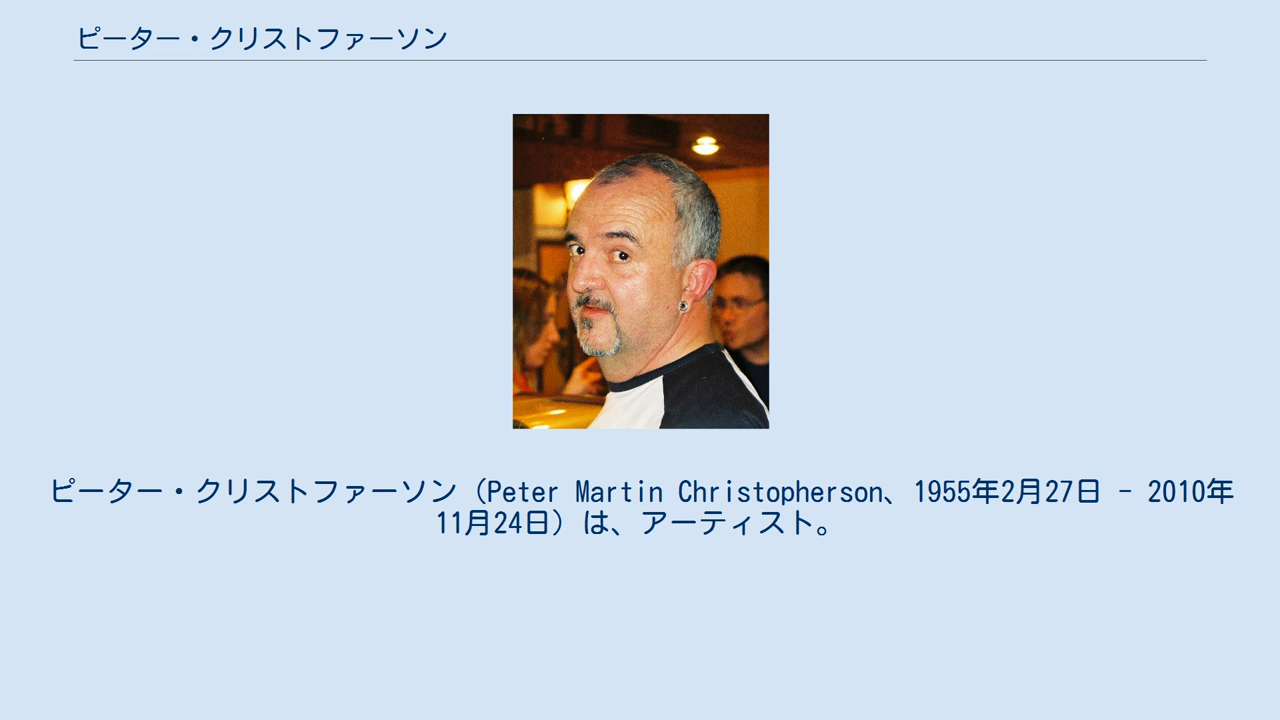 ピーター・クリストファーソン
ピーター・クリストファーソン（Peter Martin Christopherson、1955年2月27日 - 2010年
11月24日）は、アーティスト。